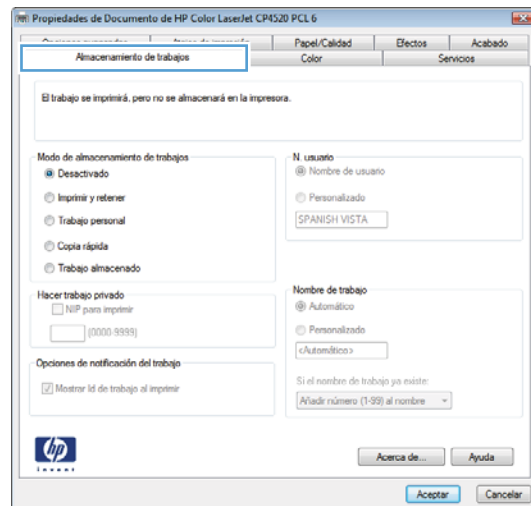 Propiedades de Documento de HP Color LaserJet CP4520 PCL 6
Papel/Calidad
Efectos
Acabado
Almacenamiento de trabajos
Color
Servicios
El trabajo se imprimirá, pero no se almacenará en la impresora.
Modo de almacenamiento de trabajos
Desactivado
Imprimir y retener
Trabajo personal
Copia rápida
Trabajo almacenado
N. usuario
Nombre de usuario
Personalizado
SPANISH VISTA
Hacer trabajo privado
NIP para imprimir
(0000-9999)
Nombre de trabajo
Automático
Personalizado
<Automático>
Opciones de notificación del trabajo
Mostrar Id de trabajo al imprimir
Si el nombre de trabajo ya existe:
Añadir número (1-99) al nombre
hp
invent
Acerca de...
Ayuda
Aceptar
Cancelar